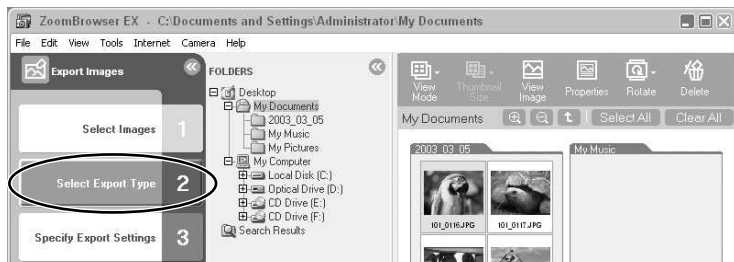 ZoomBrowser EX - C:\Documents and Settings\Administrator\My Documents
File Edit View Tools Internet Camera Help
Export Images
Select Images 1
Select Export Type 2
Specify Export Settings 3
FOLDERS
Desktop
My Documents
2003_03_05
My Music
My Pictures
My Computer
Local Disk (C:)
Optical Drive (D:)
CD Drive (E:)
CD Drive (F:)
Search Results
View Mode
Thumbnail Size
View Image
Properties
Rotate
Delete
My Documents
Select All
Clear All
2003_03_05
My Music
101_0116.JPG
101_0117.JPG